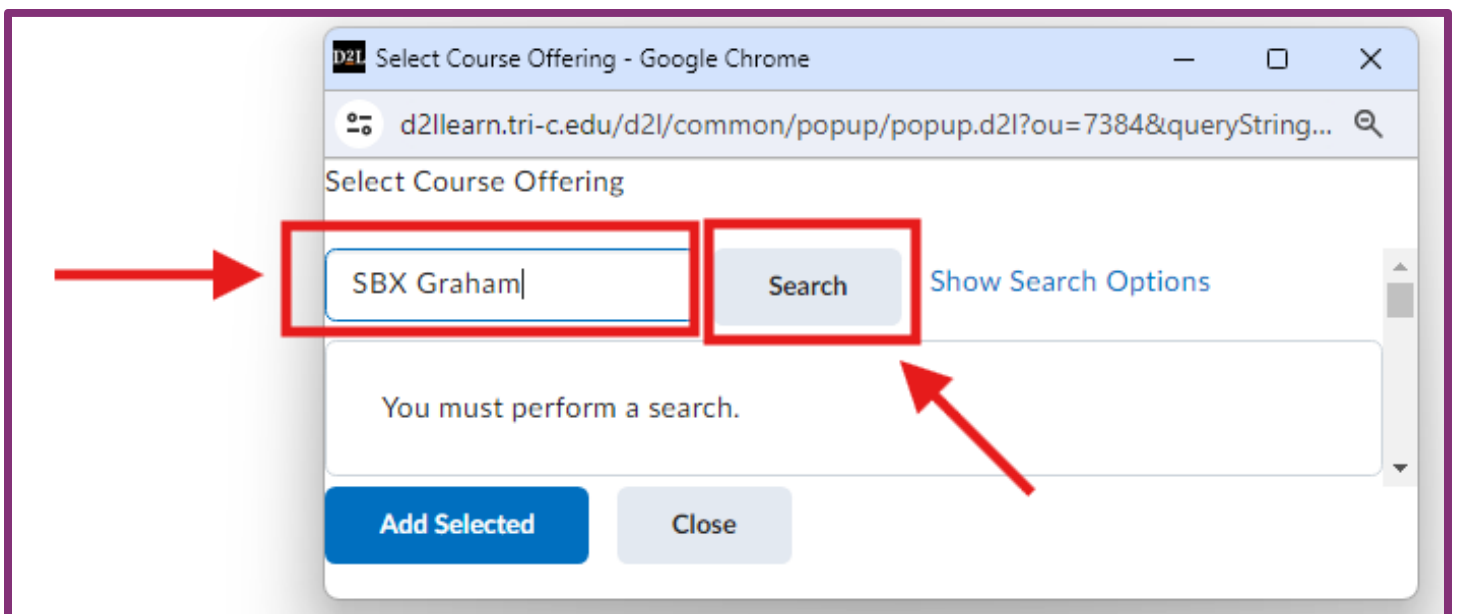 D2L Select Course Offering - Google Chrome
d2llearn.tri-c.edu/d2l/common/popup/popup.d2l?ou=7384&queryString...
Select Course Offering
SBX Graham Search Show Search Options
You must perform a search.
Add Selected Close